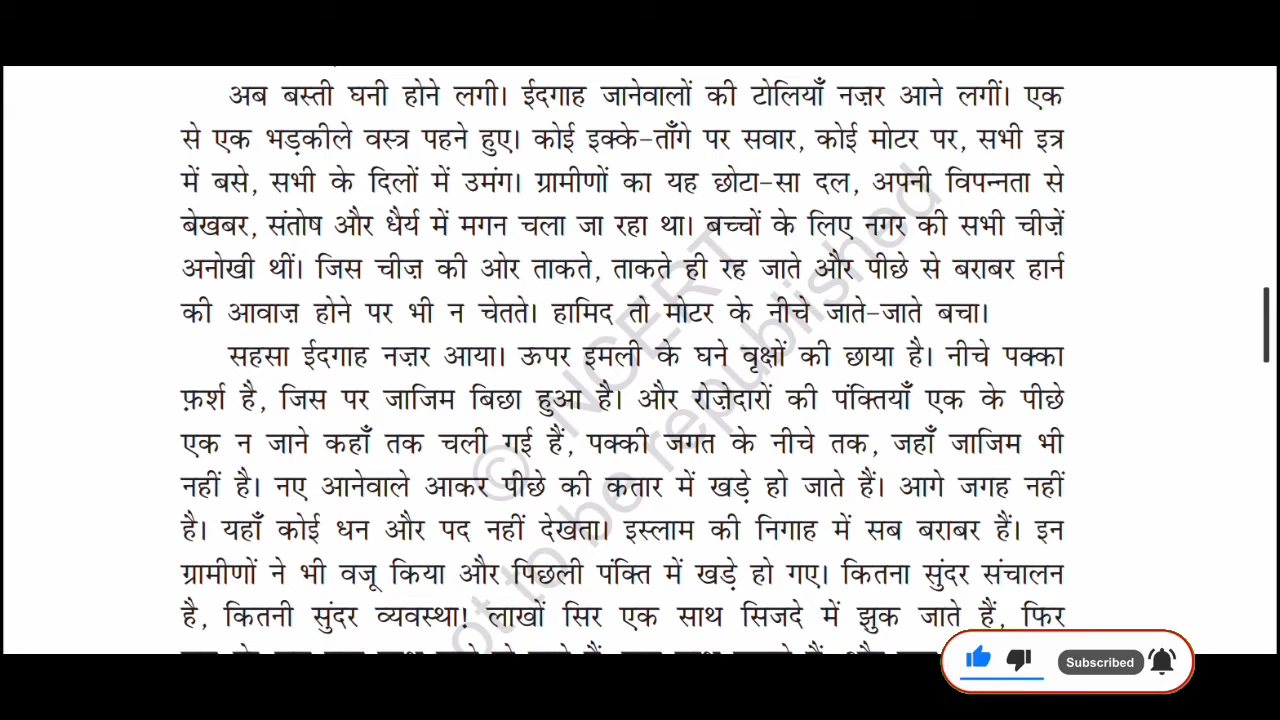 अब बस्ती घनी होने लगी। ईदगाह जानेवालों की टोलियाँ नज़र आने लगीं। एक
से एक भड़कीले वस्त्र पहने हुए। कोई इक्के-ताँगे पर सवार, कोई मोटर पर, सभी इत्र
में बसे, सभी के दिलों में उमंग। ग्रामीणों का यह छोटा-सा दल, अपनी विपन्नता से
बेखबर, संतोष और धैर्य में मगन चला जा रहा था। बच्चों के लिए नगर की सभी चीज़ें
अनोखी थीं। जिस चीज़ की ओर ताकते, ताकते ही रह जाते और पीछे से बराबर हार्न
की आवाज़ होने पर भी न चेतते। हामिद तो मोटर के नीचे जाते-जाते बचा।
सहसा ईदगाह नज़र आया। ऊपर इमली के घने वृक्षों की छाया है। नीचे पक्का
फ़र्श है, जिस पर जाजिम बिछा हुआ है। और रोज़ेदारों की पंक्तियाँ एक के पीछे
एक न जाने कहाँ तक चली गई हैं, पक्की जगत के नीचे तक, जहाँ जाजिम भी
नहीं है। नए आनेवाले आकर पीछे की कतार में खड़े हो जाते हैं। आगे जगह नहीं
है। यहाँ कोई धन और पद नहीं देखता। इस्लाम की निगाह में सब बराबर हैं। इन
ग्रामीणों ने भी वजू किया और पिछली पंक्ति में खड़े हो गए। कितना सुंदर संचालन
है, कितनी सुंदर व्यवस्था! लाखों सिर एक साथ सिजदे में झुक जाते हैं, फिर
© NCERT
not to be republished
Subscribed